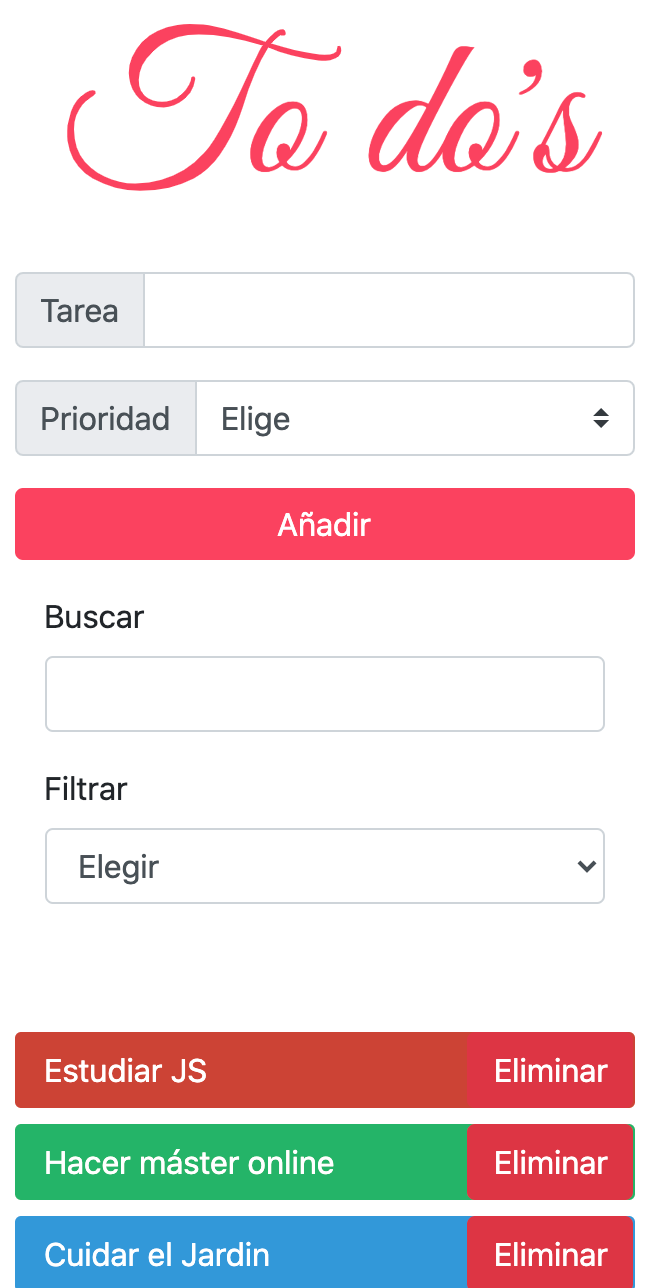 To do's
Tarea
Prioridad Elige
Añadir
Buscar
Filtrar
Elegir
Estudiar JS Eliminar
Hacer máster online Eliminar
Cuidar el Jardin Eliminar